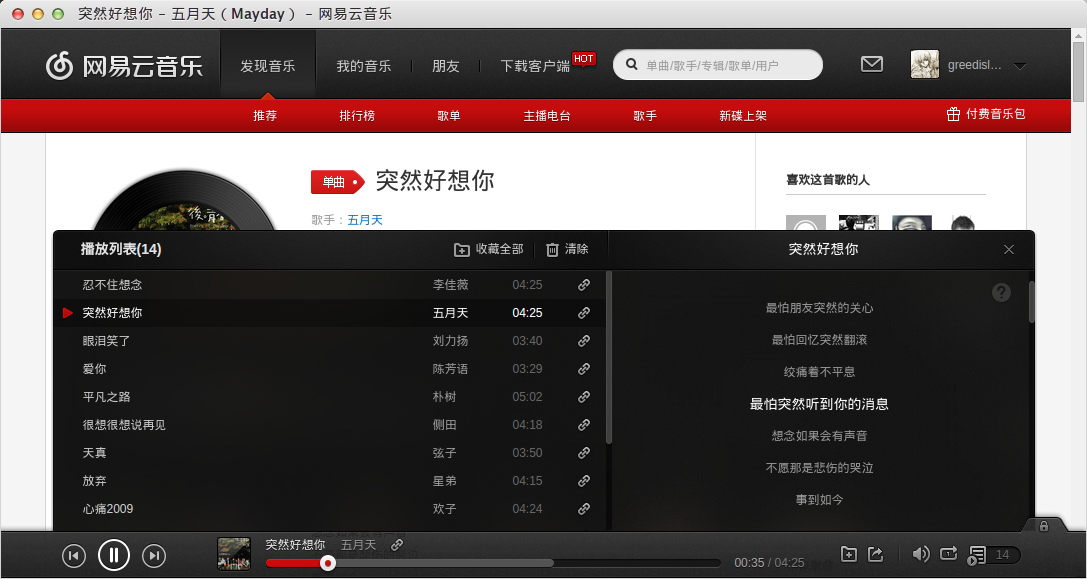 突然好想你 – 五月天（Mayday） – 网易云音乐
网易云音乐 发现音乐 我的音乐 朋友 下载客户端 HOT 单曲/歌手/专辑/歌单/用户 greedisl...
推荐 排行榜 歌单 主播电台 歌手 新碟上架 付费音乐包
单曲 突然好想你
喜欢这首歌的人
歌手：五月天
播放列表(14) 收藏全部 清除 突然好想你
忍不住想念 李佳薇 04:25
突然好想你 五月天 04:25
眼泪笑了 刘力扬 03:40
爱你 陈芳语 03:29
平凡之路 朴树 05:02
很想很想说再见 侧田 04:18
天真 弦子 03:50
放弃 星弟 04:15
心痛2009 欢子 04:24
?
最怕朋友突然的关心
最怕回忆突然翻滚
绞痛着不平息
最怕突然听到你的消息
想念如果会有声音
不愿那是悲伤的哭泣
事到如今
突然好想你 五月天
00:35 / 04:25
1
14